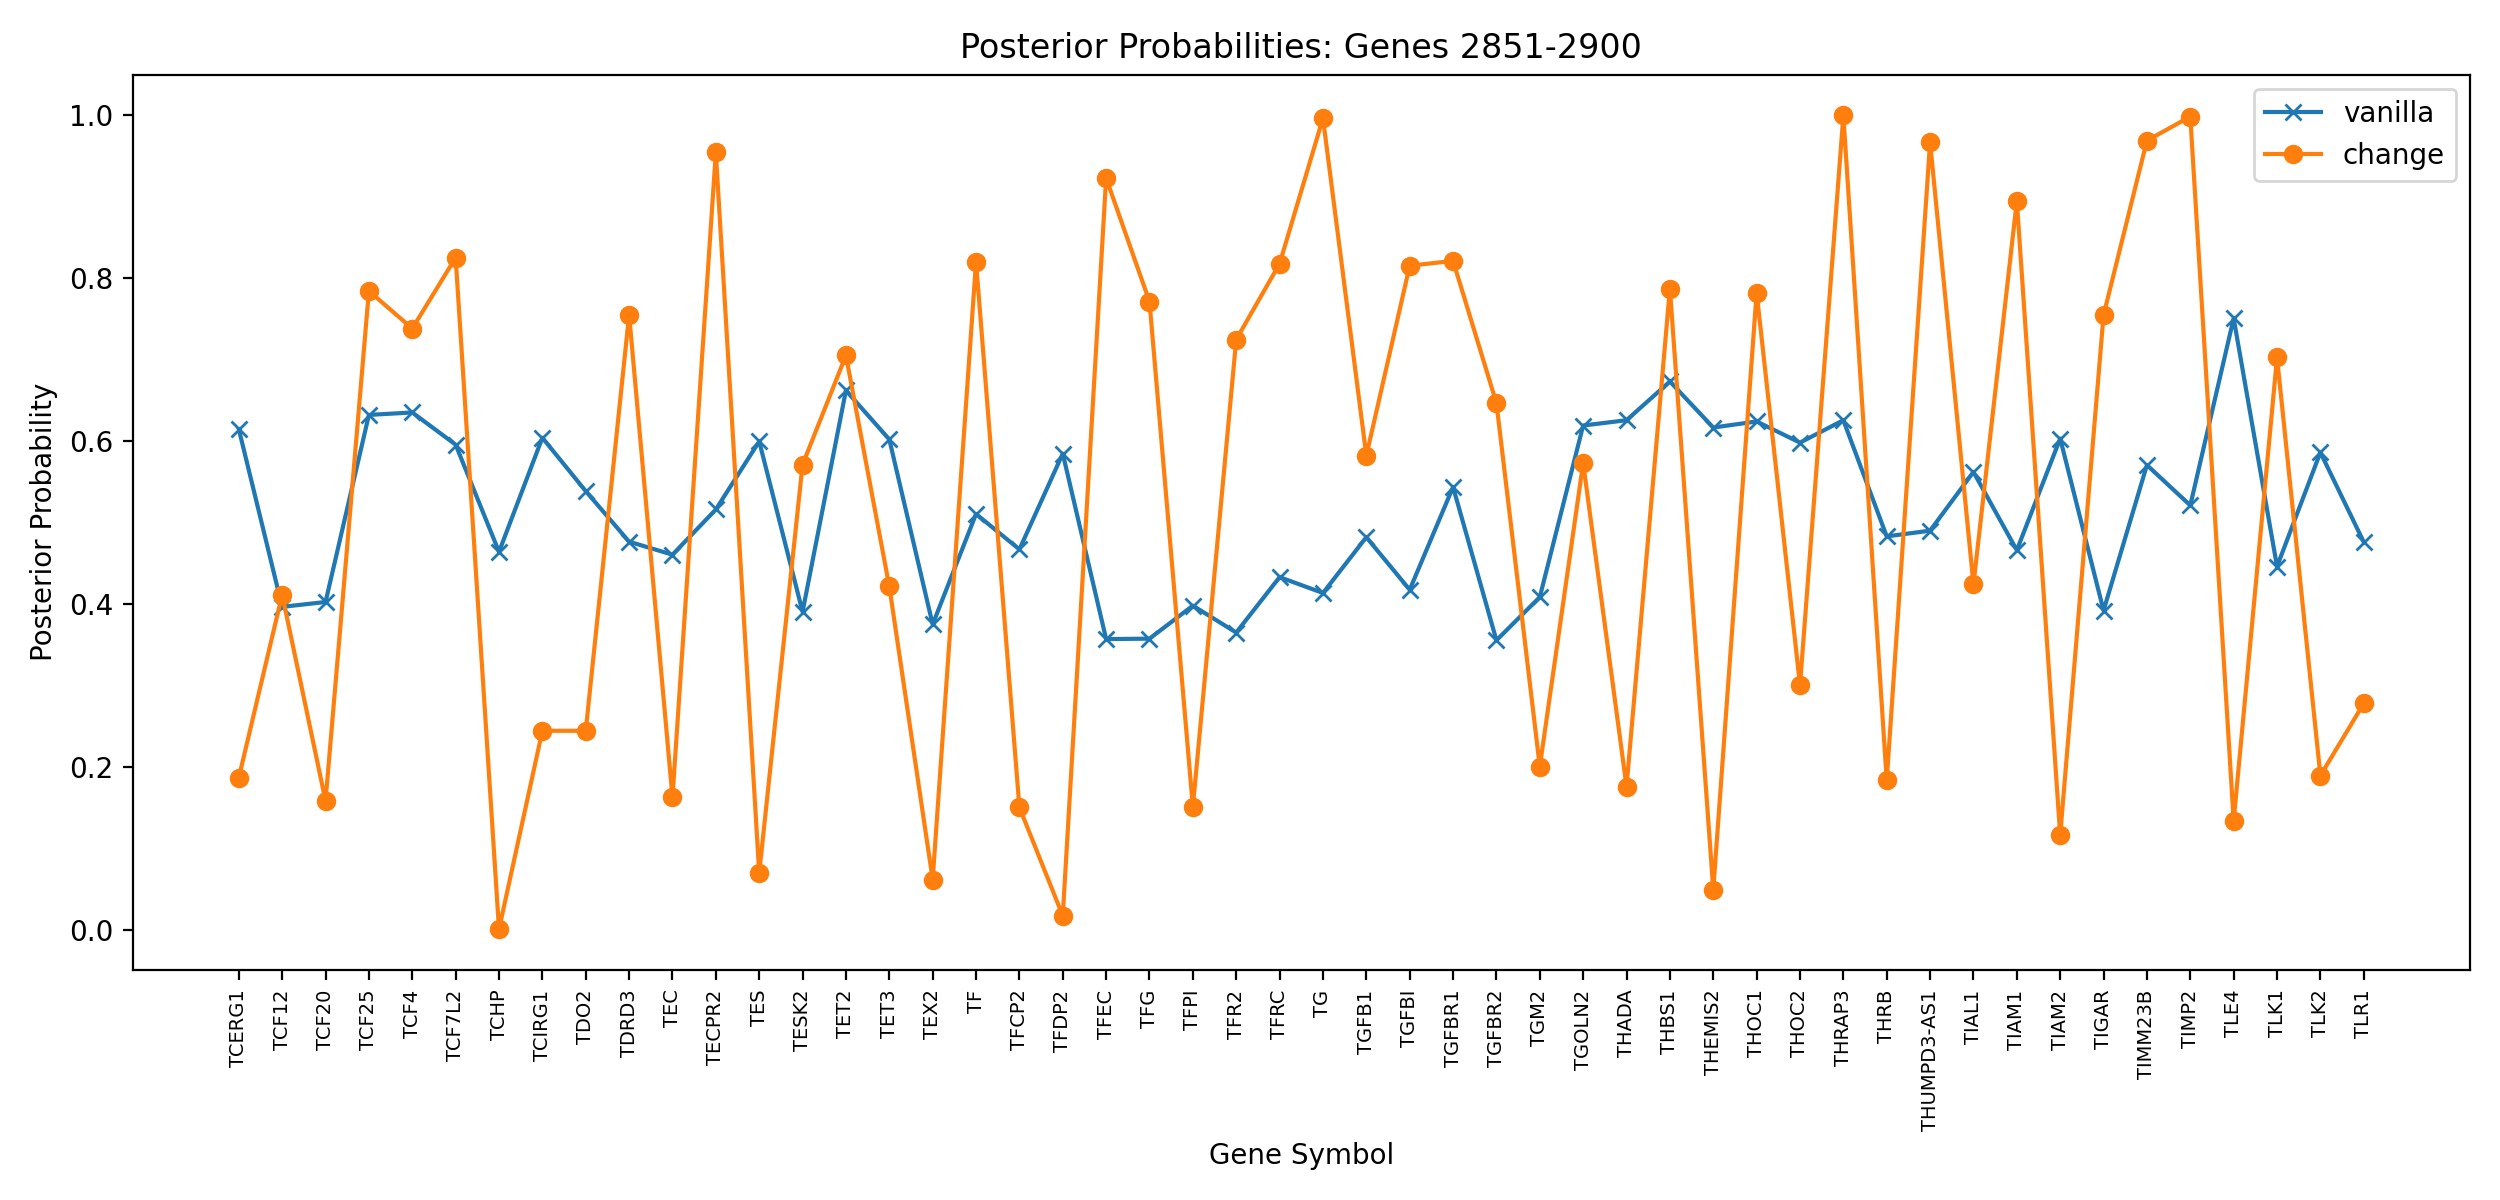 Posterior Probabilities: Genes 2851-2900
vanilla
change
Posterior Probability
1.0
0.8
0.6
0.4
0.2
0.0
TCERG1
TCF12
TCF20
TCF25
TCF4
TCF7L2
TCHP
TCIRG1
TDO2
TDRD3
TEC
TECPR2
TES
TESK2
TET2
TET3
TEX2
TF
TFCP2
TFDP2
TFEC
TFG
TFPI
TFR2
TFRC
TG
TGFB1
TGFBI
TGFBR1
TGFBR2
TGM2
TGOLN2
THADA
THBS1
THEMIS2
THOC1
THOC2
THRAP3
THRB
THUMPD3-AS1
TIAL1
TIAM1
TIAM2
TIGAR
TIMM23B
TIMP2
TLE4
TLK1
TLK2
TLR1
Gene Symbol